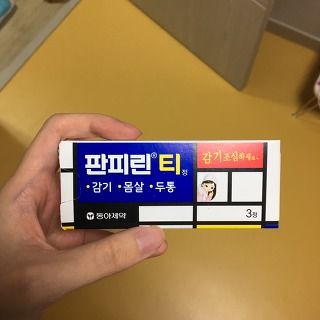 판피린® 티 정
감기조심하세요~
·감기 ·몸살 ·두통
동아제약
3정